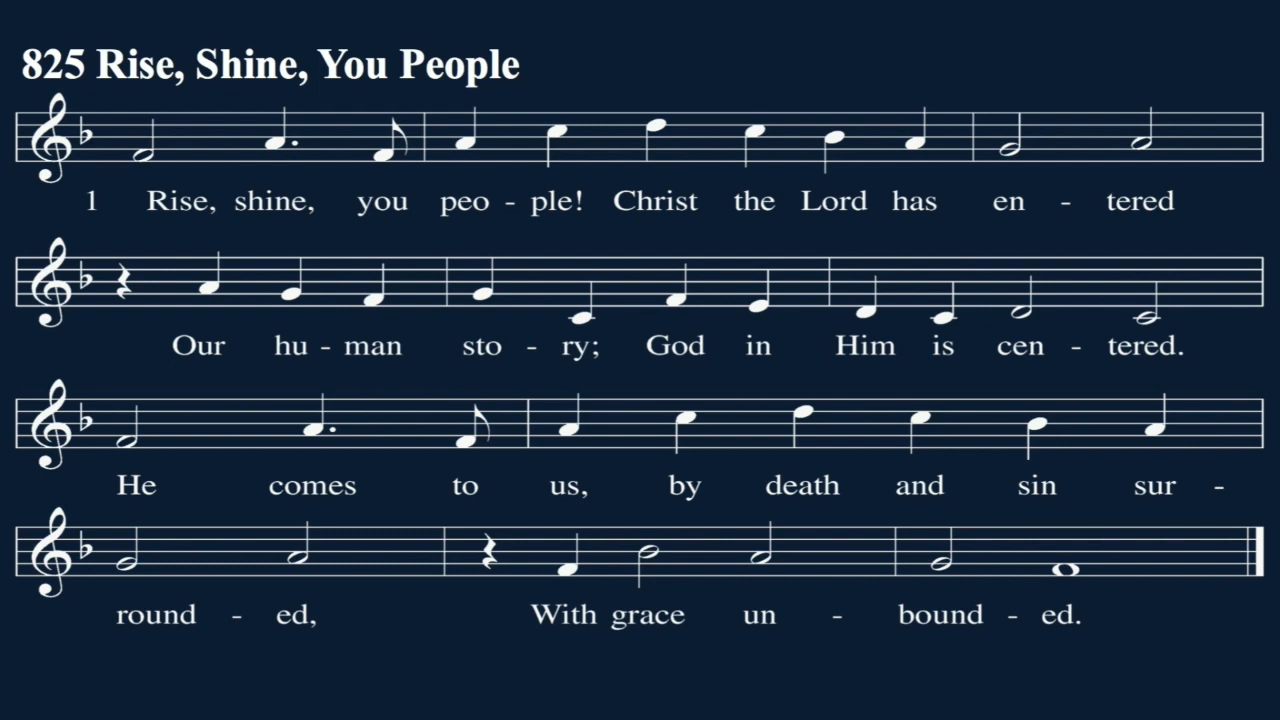 825 Rise, Shine, You People
1 Rise, shine, you peo - ple! Christ the Lord has en - tered
Our hu - man sto - ry; God in Him is cen - tered.
He comes to us, by death and sin sur -
round - ed, With grace un - bound - ed.